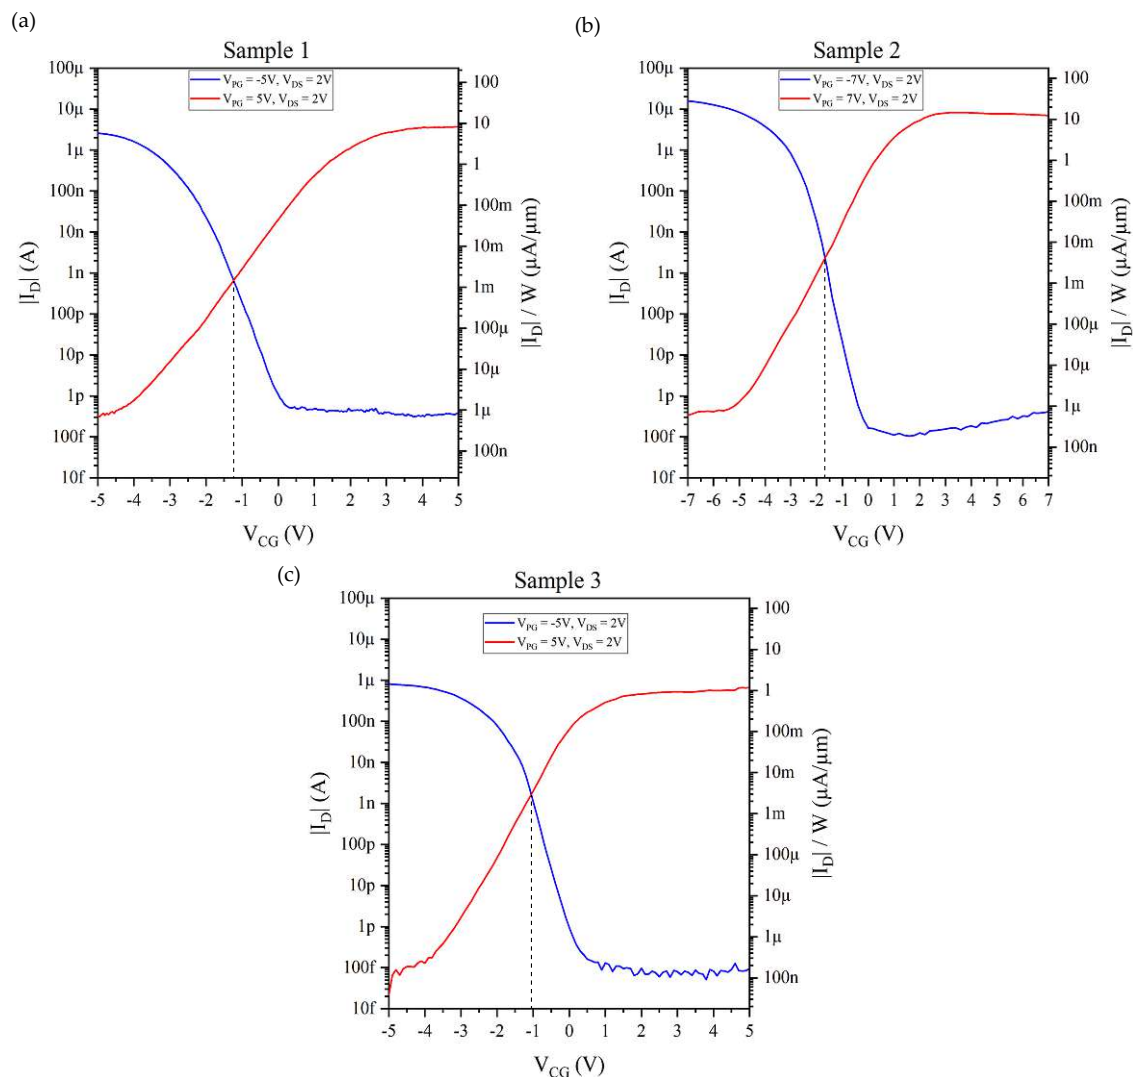 (a)
Sample 1
V_PG = -5V, V_DS = 2V
V_PG = 5V, V_DS = 2V
100µ
10µ
1µ
100n
10n
1n
100p
10p
1p
100f
10f
|I_D| (A)
100
10
1
100m
10m
1m
100µ
10µ
1µ
100n
|I_D| / W (µA/µm)
-5 -4 -3 -2 -1 0 1 2 3 4 5
V_CG (V)
(b)
Sample 2
V_PG = -7V, V_DS = 2V
V_PG = 7V, V_DS = 2V
100µ
10µ
1µ
100n
10n
1n
100p
10p
1p
100f
10f
|I_D| (A)
100
10
1
100m
10m
1m
100µ
10µ
1µ
100n
|I_D| / W (µA/µm)
-7 -6 -5 -4 -3 -2 -1 0 1 2 3 4 5 6 7
V_CG (V)
(c)
Sample 3
V_PG = -5V, V_DS = 2V
V_PG = 5V, V_DS = 2V
100µ
10µ
1µ
100n
10n
1n
100p
10p
1p
100f
10f
|I_D| (A)
100
10
1
100m
10m
1m
100µ
10µ
1µ
100n
|I_D| / W (µA/µm)
-5 -4 -3 -2 -1 0 1 2 3 4 5
V_CG (V)